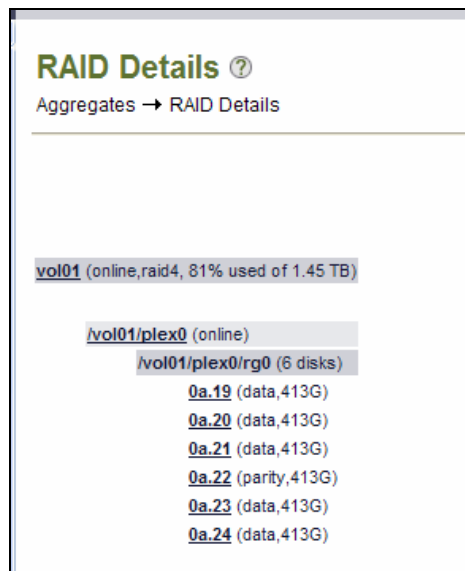 RAID Details ?
Aggregates → RAID Details
vol01 (online,raid4, 81% used of 1.45 TB)
/vol01/plex0 (online)
/vol01/plex0/rg0 (6 disks)
0a.19 (data,413G)
0a.20 (data,413G)
0a.21 (data,413G)
0a.22 (parity,413G)
0a.23 (data,413G)
0a.24 (data,413G)